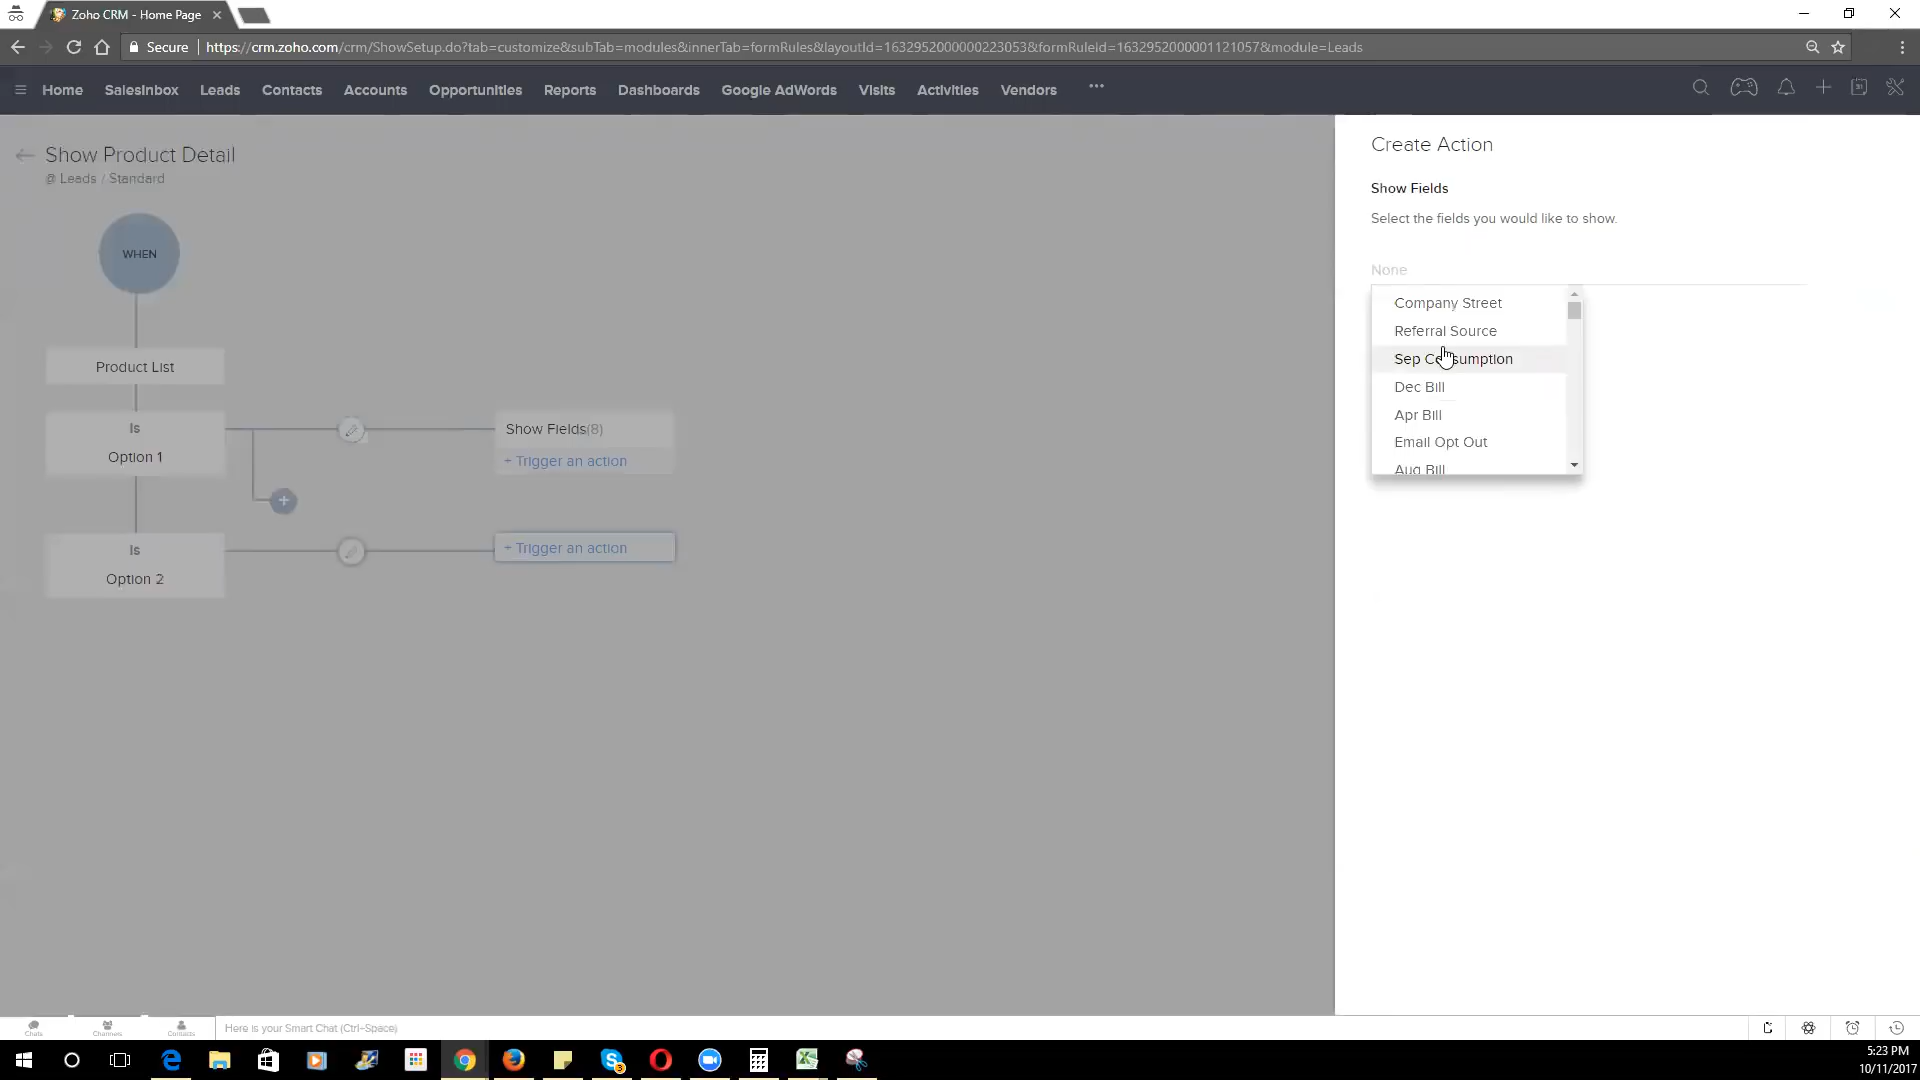 Zoho CRM - Home Page
Secure https://crm.zoho.com/crm/ShowSetup.do?tab=customize&subTab=modules&innerTab=formRules&layoutId=1632952000000223053&formRuleId=1632952000001121057&module=Leads
Home SalesInbox Leads Contacts Accounts Opportunities Reports Dashboards Google AdWords Visits Activities Vendors ...
31
Show Product Detail
@ Leads / Standard
WHEN
Product List
Is
Option 1
Show Fields(8)
+ Trigger an action
+
Is
Option 2
+ Trigger an action
Create Action
Show Fields
Select the fields you would like to show.
None
Company Street
Referral Source
Sep Consumption
Dec Bill
Apr Bill
Email Opt Out
Aug Bill
Chats Channels Contacts Here is your Smart Chat (Ctrl+Space)
3
5:23 PM
10/11/2017